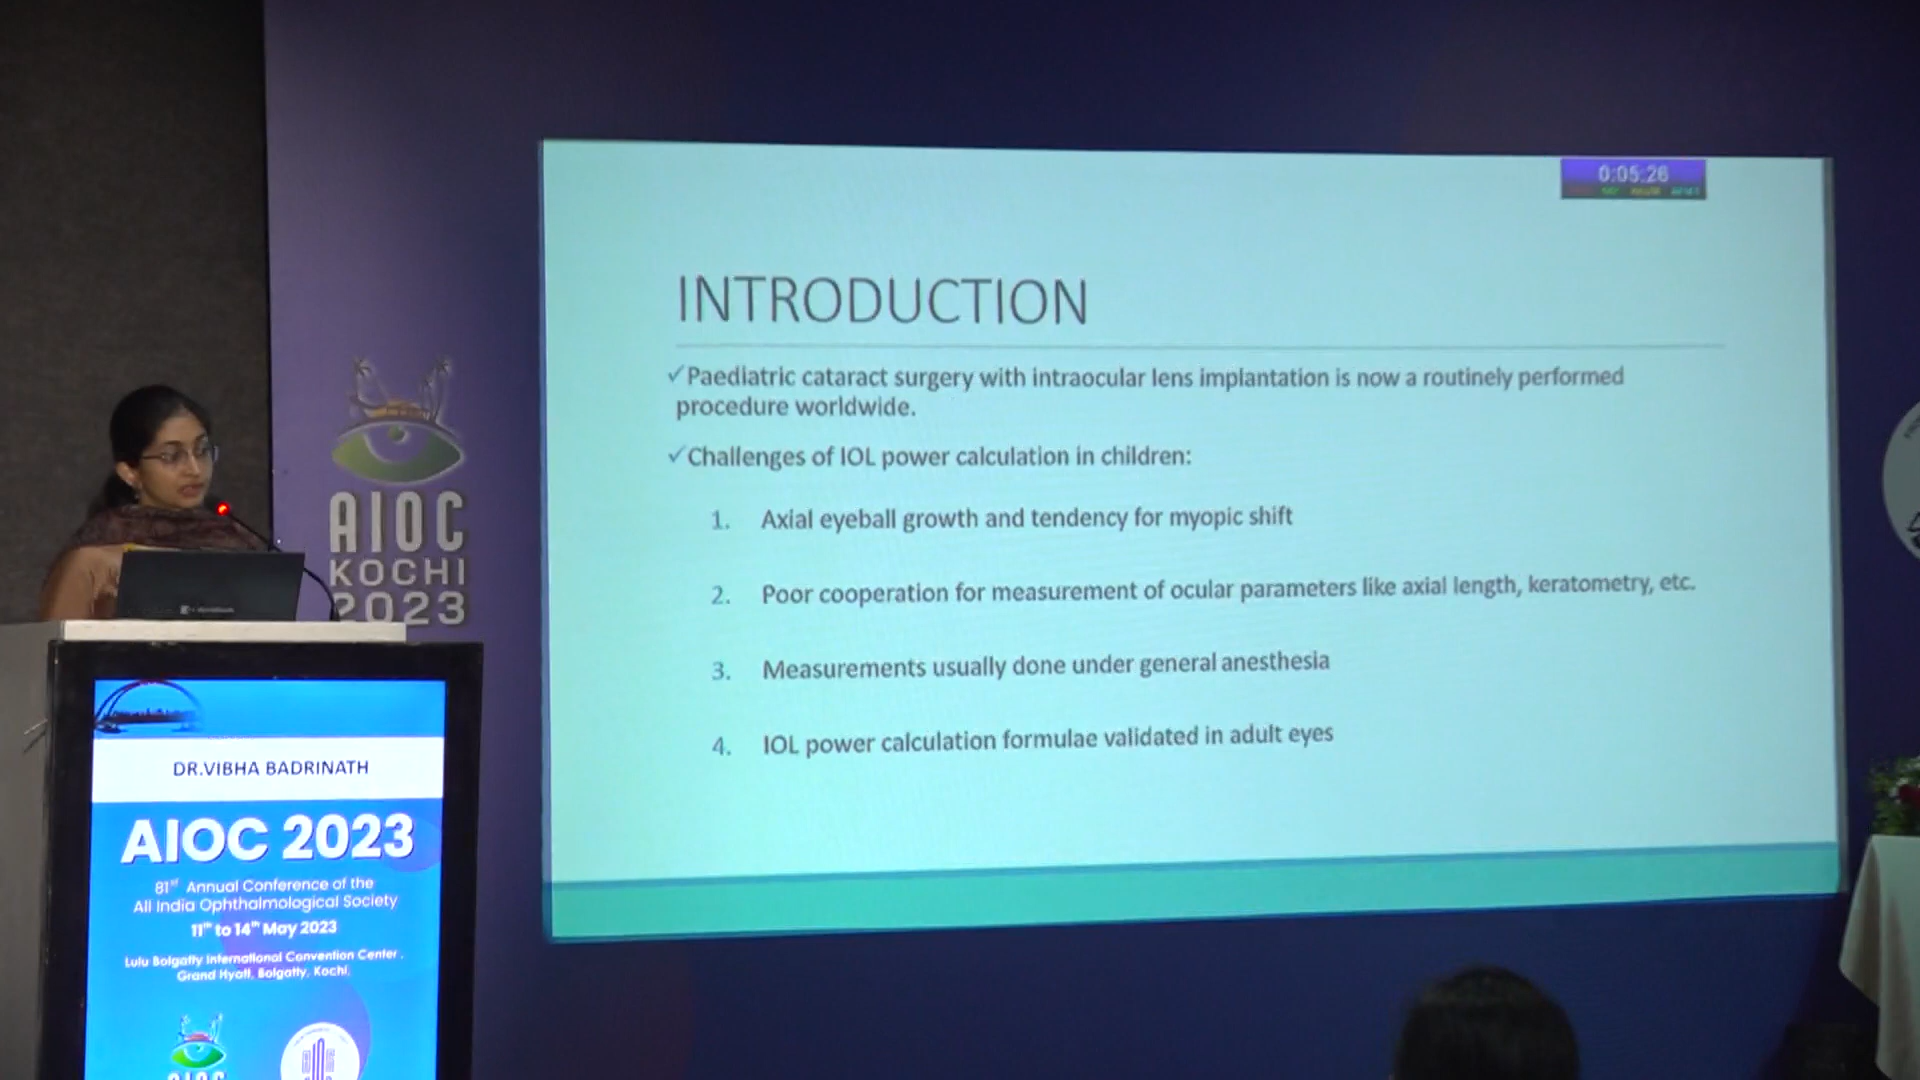 0:05:26
INTRODUCTION
✓Paediatric cataract surgery with intraocular lens implantation is now a routinely performed
procedure worldwide.
✓Challenges of IOL power calculation in children:
1. Axial eyeball growth and tendency for myopic shift
2. Poor cooperation for measurement of ocular parameters like axial length, keratometry, etc.
3. Measurements usually done under general anesthesia
4. IOL power calculation formulae validated in adult eyes
AIOC
KOCHI
2023
DR.VIBHA BADRINATH
AIOC 2023
81st Annual Conference of the
All India Ophthalmological Society
11th to 14th May 2023
Lulu Bolgatty International Convention Center,
Grand Hyatt, Bolgatty, Kochi,
AIOC